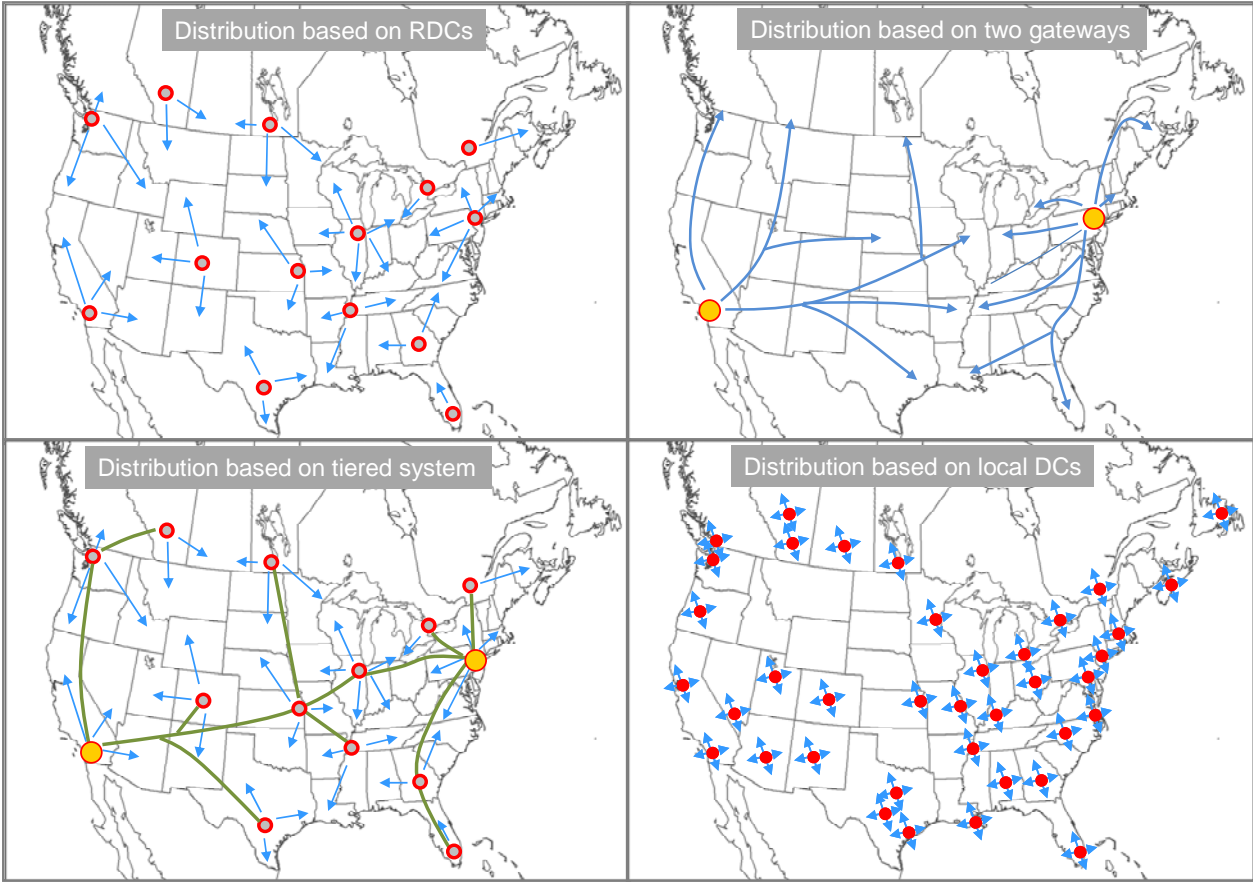 Distribution based on RDCs
Distribution based on two gateways
Distribution based on tiered system
Distribution based on local DCs